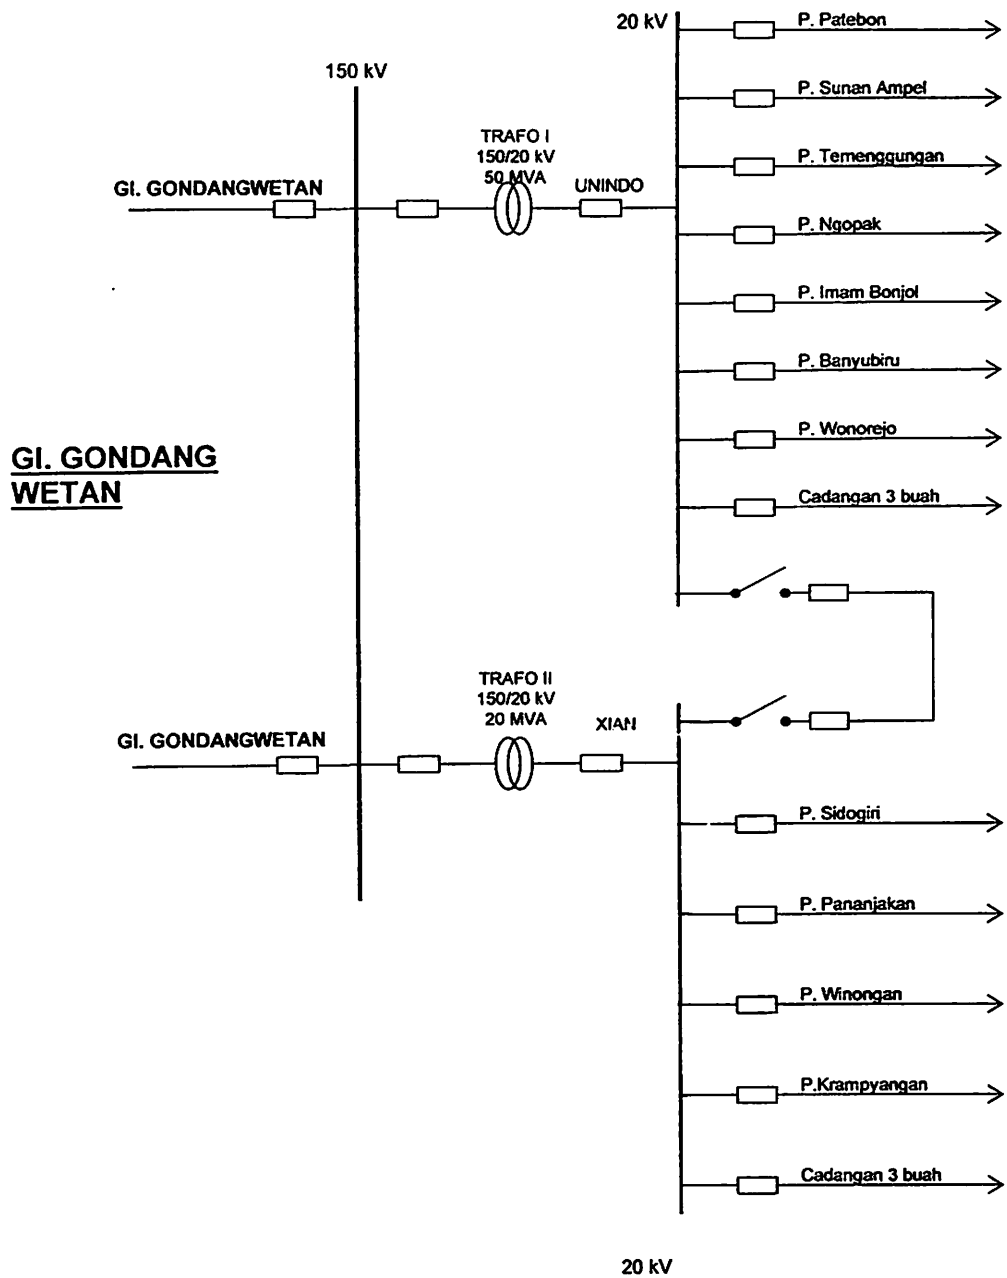 20 kV
P. Patebon
150 kV
P. Sunan Ampel
TRAFO I
150/20 kV
50 MVA
P. Temenggungan
GI. GONDANGWETAN
UNINDO
P. Ngopak
P. Imam Bonjol
P. Banyubiru
P. Wonorejo
GI. GONDANG
WETAN
Cadangan 3 buah
TRAFO II
150/20 kV
20 MVA
XIAN
GI. GONDANGWETAN
P. Sidogiri
P. Pananjakan
P. Winongan
P.Krampyangan
Cadangan 3 buah
20 kV